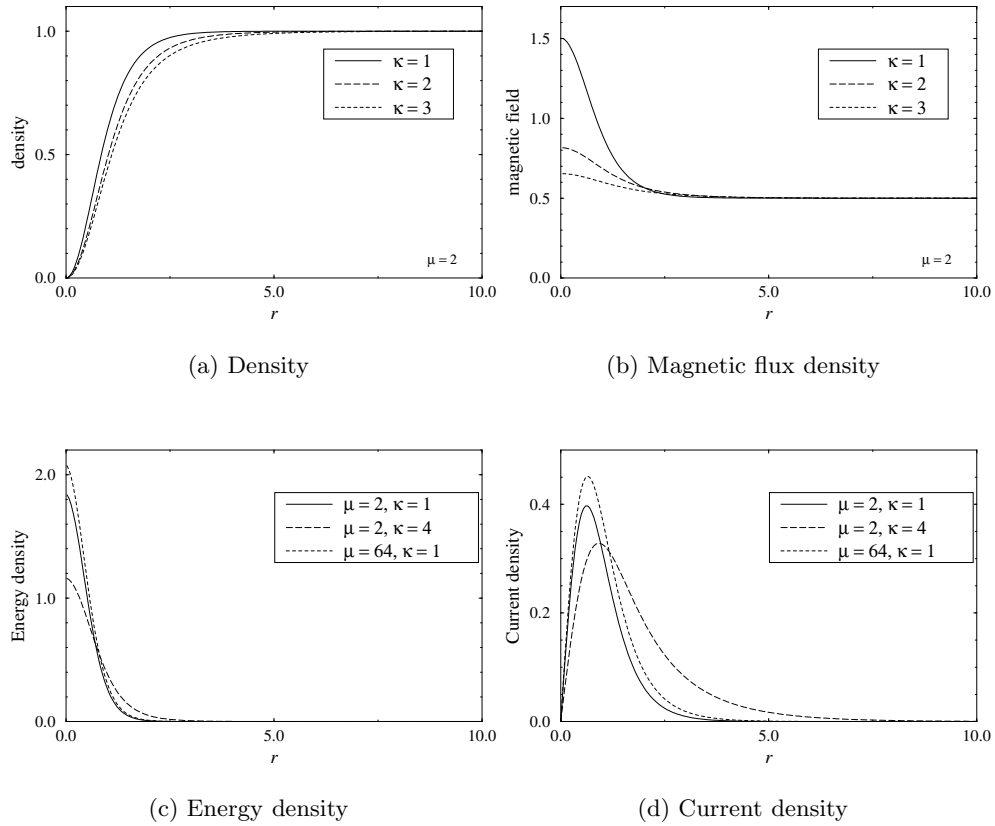 density
1.0
0.5
0.0
κ = 1
κ = 2
κ = 3
μ = 2
0.0
5.0
10.0
r
(a) Density
magnetic field
1.5
1.0
0.5
0.0
κ = 1
κ = 2
κ = 3
μ = 2
0.0
5.0
10.0
r
(b) Magnetic flux density
Energy density
2.0
1.0
0.0
μ = 2, κ = 1
μ = 2, κ = 4
μ = 64, κ = 1
0.0
5.0
10.0
r
(c) Energy density
Current density
0.4
0.2
0.0
μ = 2, κ = 1
μ = 2, κ = 4
μ = 64, κ = 1
0.0
5.0
10.0
r
(d) Current density